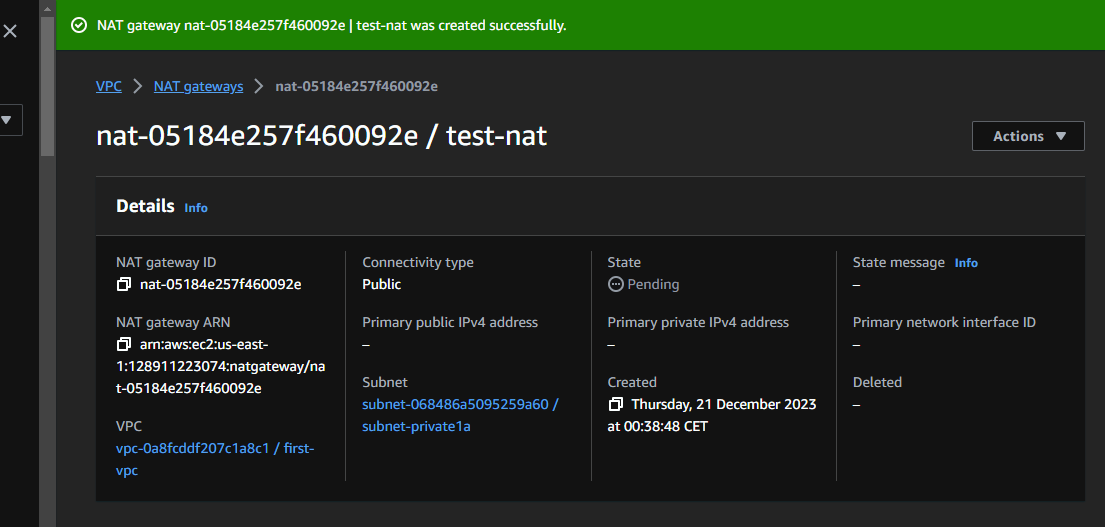 NAT gateway nat-05184e257f460092e | test-nat was created successfully.
VPC > NAT gateways > nat-05184e257f460092e
nat-05184e257f460092e / test-nat
Actions
Details Info
NAT gateway ID
nat-05184e257f460092e
NAT gateway ARN
arn:aws:ec2:us-east-
1:128911223074:natgateway/na
t-05184e257f460092e
VPC
vpc-0a8fcddf207c1a8c1 / first-
vpc
Connectivity type
Public
Primary public IPv4 address
–
Subnet
subnet-068486a5095259a60 /
subnet-private1a
State
Pending
Primary private IPv4 address
–
Created
Thursday, 21 December 2023
at 00:38:48 CET
State message Info
–
Primary network interface ID
–
Deleted
–